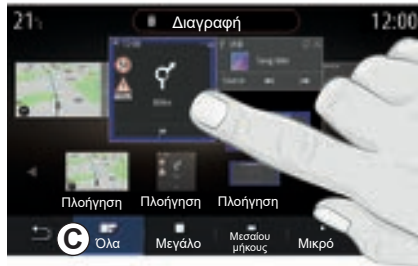 21°
Διαγραφή
12:00
Πλοήγηση Πλοήγηση Πλοήγηση
C
Όλα Μεγάλο Μεσαίου μήκους Μικρό